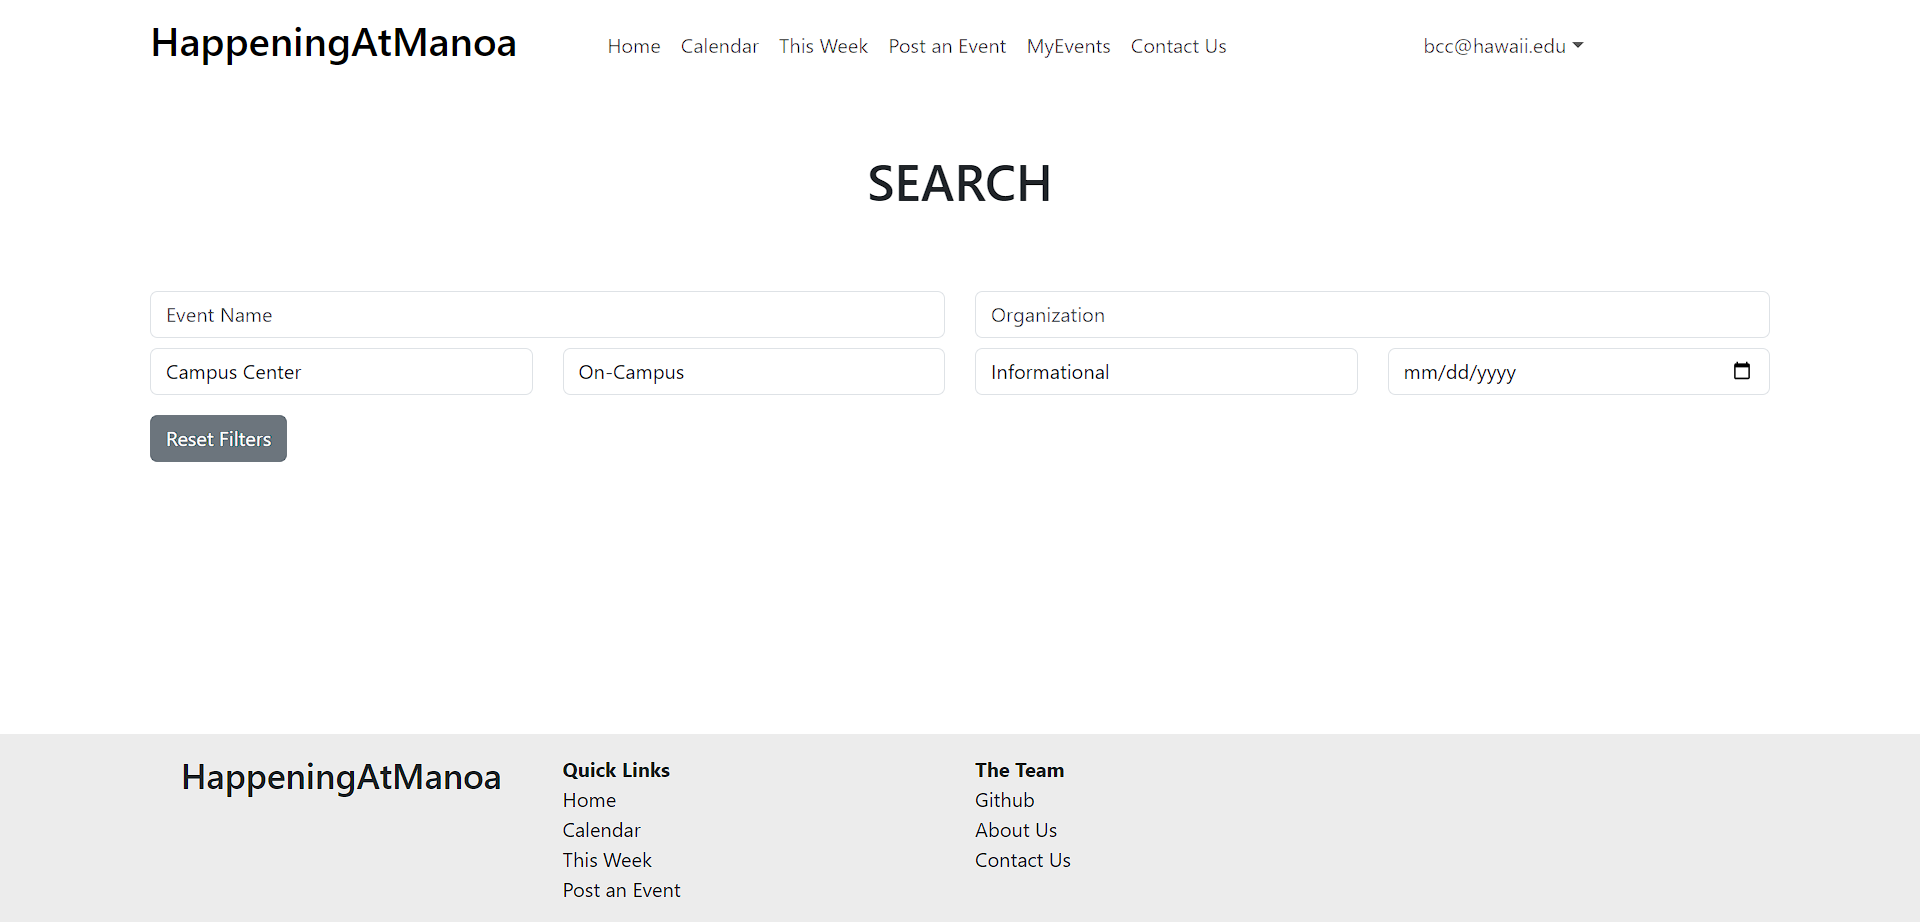 HappeningAtManoa
Home Calendar This Week Post an Event MyEvents Contact Us
bcc@hawaii.edu
SEARCH
Event Name
Organization
Campus Center
On-Campus
Informational
mm/dd/yyyy
Reset Filters
HappeningAtManoa
Quick Links
Home
Calendar
This Week
Post an Event
The Team
Github
About Us
Contact Us